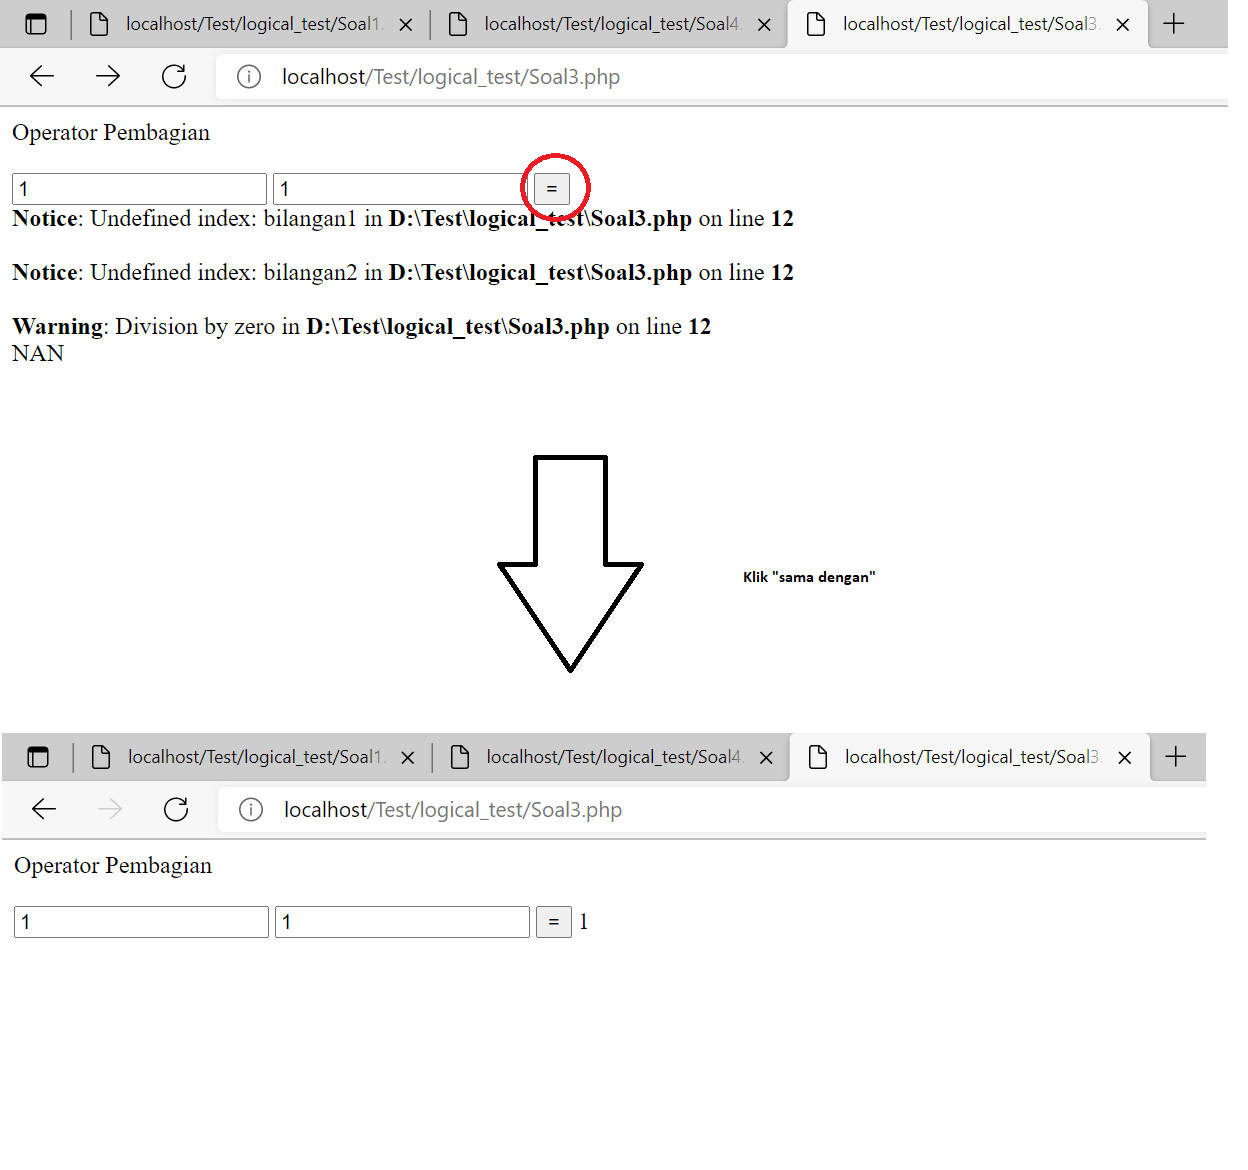 localhost/Test/logical_test/Soal1. localhost/Test/logical_test/Soal4. localhost/Test/logical_test/Soal3.
localhost/Test/logical_test/Soal3.php
Operator Pembagian
1 1 =
Notice: Undefined index: bilangan1 in D:\Test\logical_test\Soal3.php on line 12
Notice: Undefined index: bilangan2 in D:\Test\logical_test\Soal3.php on line 12
Warning: Division by zero in D:\Test\logical_test\Soal3.php on line 12
NAN
Klik "sama dengan"
localhost/Test/logical_test/Soal1. localhost/Test/logical_test/Soal4. localhost/Test/logical_test/Soal3.
localhost/Test/logical_test/Soal3.php
Operator Pembagian
1 1 = 1